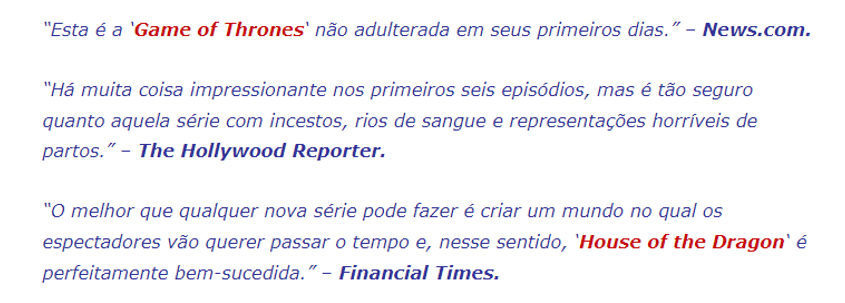 “Esta é a ‘Game of Thrones‘ não adulterada em seus primeiros dias.” – News.com.
“Há muita coisa impressionante nos primeiros seis episódios, mas é tão seguro
quanto aquela série com incestos, rios de sangue e representações horríveis de
partos.” – The Hollywood Reporter.
“O melhor que qualquer nova série pode fazer é criar um mundo no qual os
espectadores vão querer passar o tempo e, nesse sentido, ‘House of the Dragon‘ é
perfeitamente bem-sucedida.” – Financial Times.